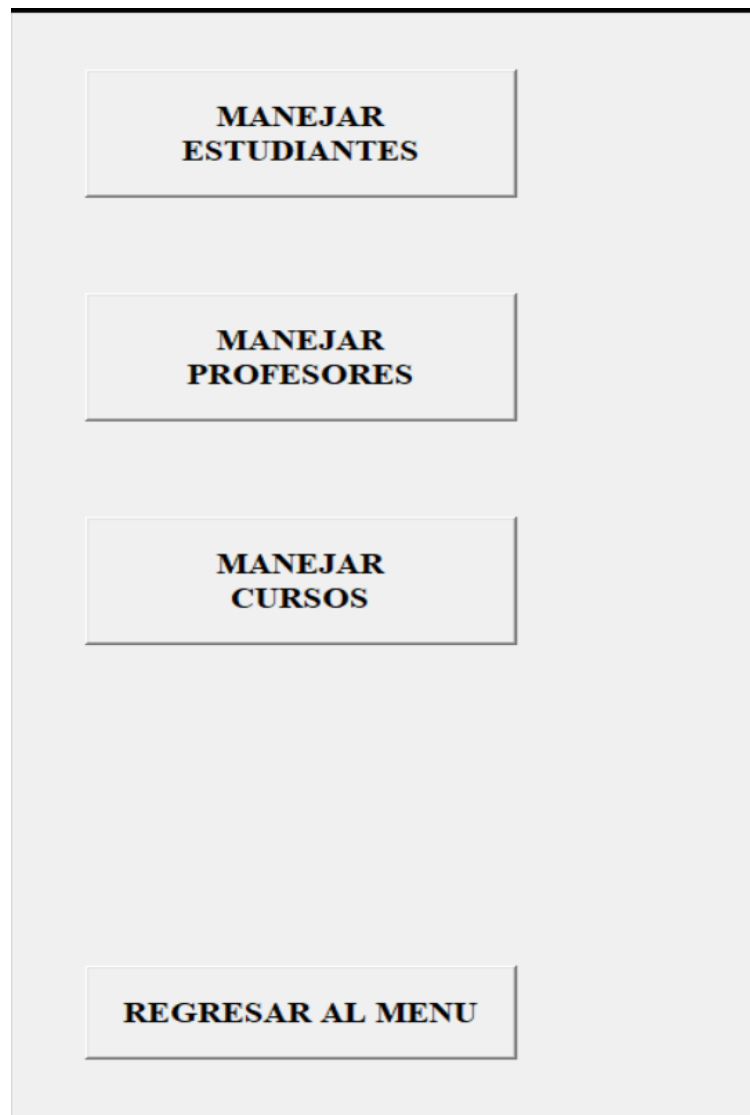 MANEJAR
ESTUDIANTES
MANEJAR
PROFESORES
MANEJAR
CURSOS
REGRESAR AL MENU